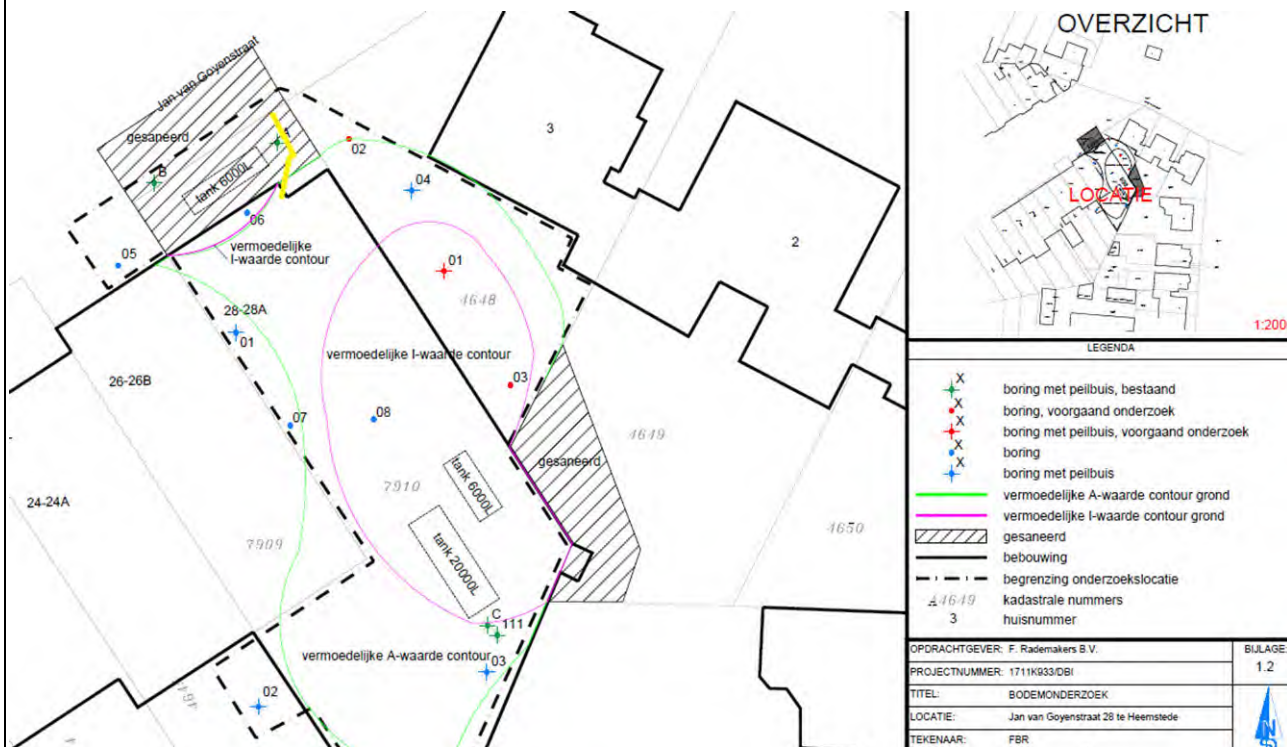 OVERZICHT
LOCATIE
1:200
Jan van Goyenstraat
gesaneerd
B
A
tank 6000L
02
04
3
2
06
05
vermoedelijke
I-waarde contour
01
4648
28-28A
01
vermoedelijke I-waarde contour
03
26-26B
07
08
4649
gesaneerd
tank 6000L
7910
24-24A
4650
tank 20000L
7909
C
111
vermoedelijke A-waarde contour
03
02
LEGENDA
X boring met peilbuis, bestaand
X boring, voorgaand onderzoek
X boring met peilbuis, voorgaand onderzoek
X boring
X boring met peilbuis
vermoedelijke A-waarde contour grond
vermoedelijke I-waarde contour grond
gesaneerd
bebouwing
begrenzing onderzoekslocatie
4649 kadastrale nummers
3 huisnummer
OPDRACHTGEVER: F. Rademakers B.V.
BIJLAGE:
1.2
PROJECTNUMMER: 1711K933/DBI
TITEL: BODEMONDERZOEK
LOCATIE: Jan van Goyenstraat 28 te Heemstede
TEKENAAR: FBR